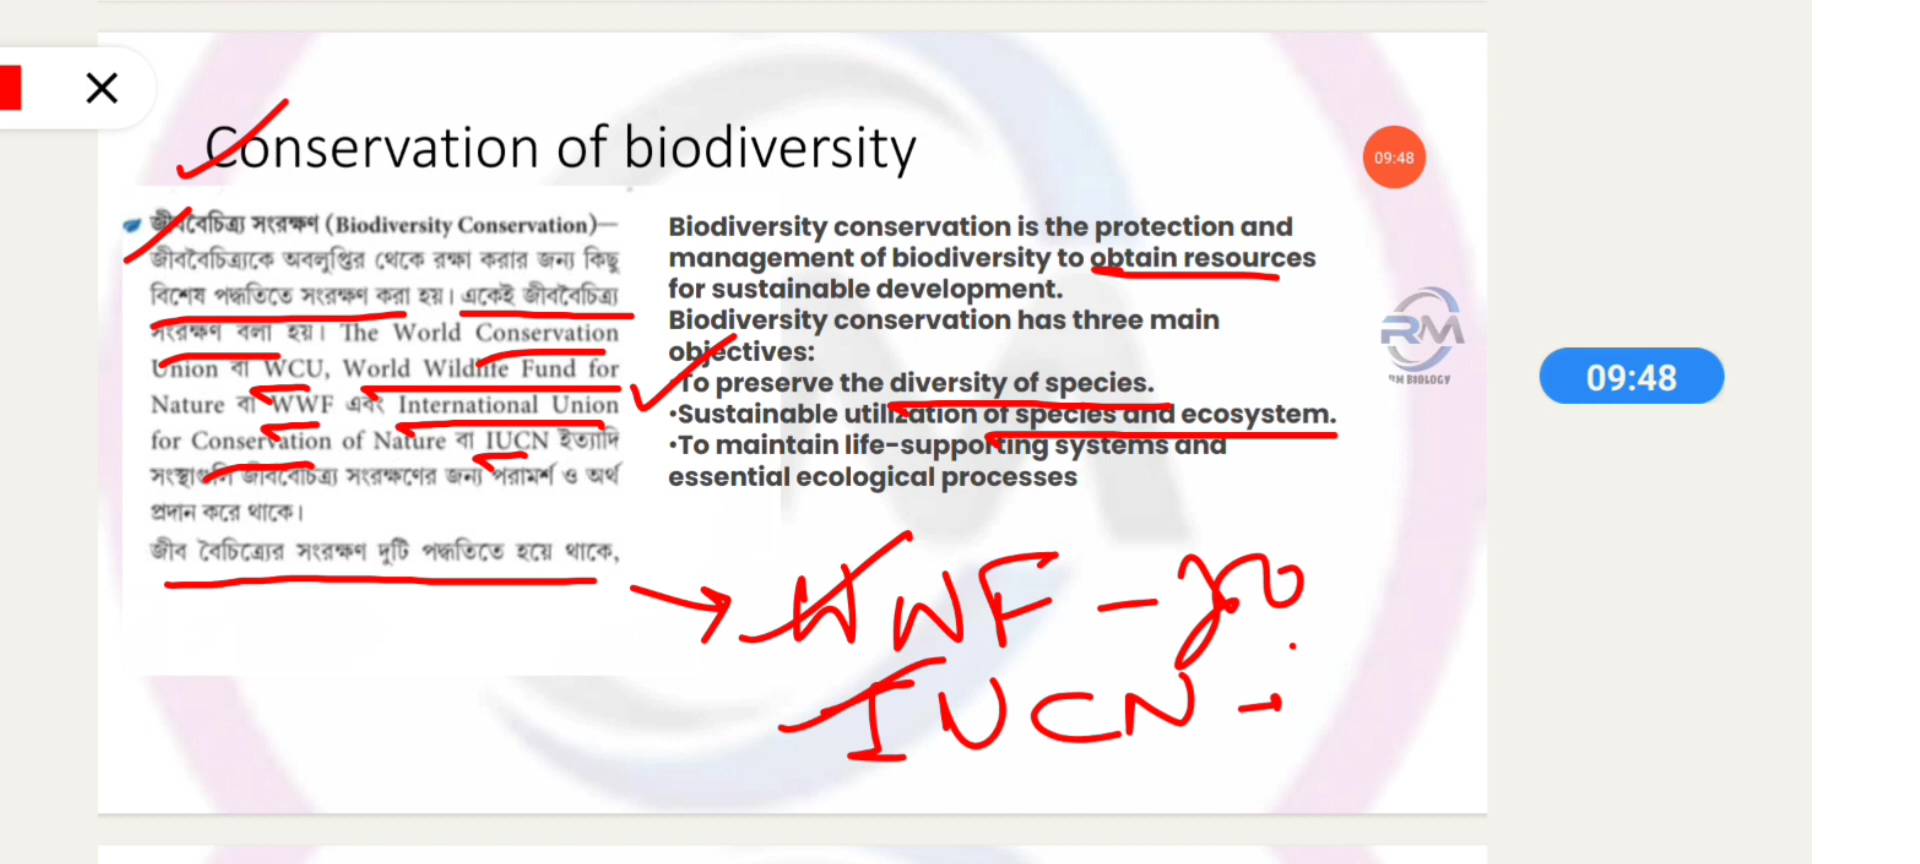 Conservation of biodiversity
09:48
জীববৈচিত্র্য সংরক্ষণ (Biodiversity Conservation)—
জীববৈচিত্র্যকে অবলুপ্তির থেকে রক্ষা করার জন্য কিছু
বিশেষ পদ্ধতিতে সংরক্ষণ করা হয়। একেই জীববৈচিত্র্য
সংরক্ষণ বলা হয়। The World Conservation
Union বা WCU, World Wildlife Fund for
Nature বা WWF এবং International Union
for Conservation of Nature বা IUCN ইত্যাদি
সংস্থাগুলি জীববৈচিত্র্য সংরক্ষণের জন্য পরামর্শ ও অর্থ
প্রদান করে থাকে।
জীব বৈচিত্র্যের সংরক্ষণ দুটি পদ্ধতিতে হয়ে থাকে,
Biodiversity conservation is the protection and
management of biodiversity to obtain resources
for sustainable development.
Biodiversity conservation has three main
objectives:
•To preserve the diversity of species.
•Sustainable utilization of species and ecosystem.
•To maintain life-supporting systems and
essential ecological processes
RM
RM BIOLOGY
09:48
WWF -
IUCN -